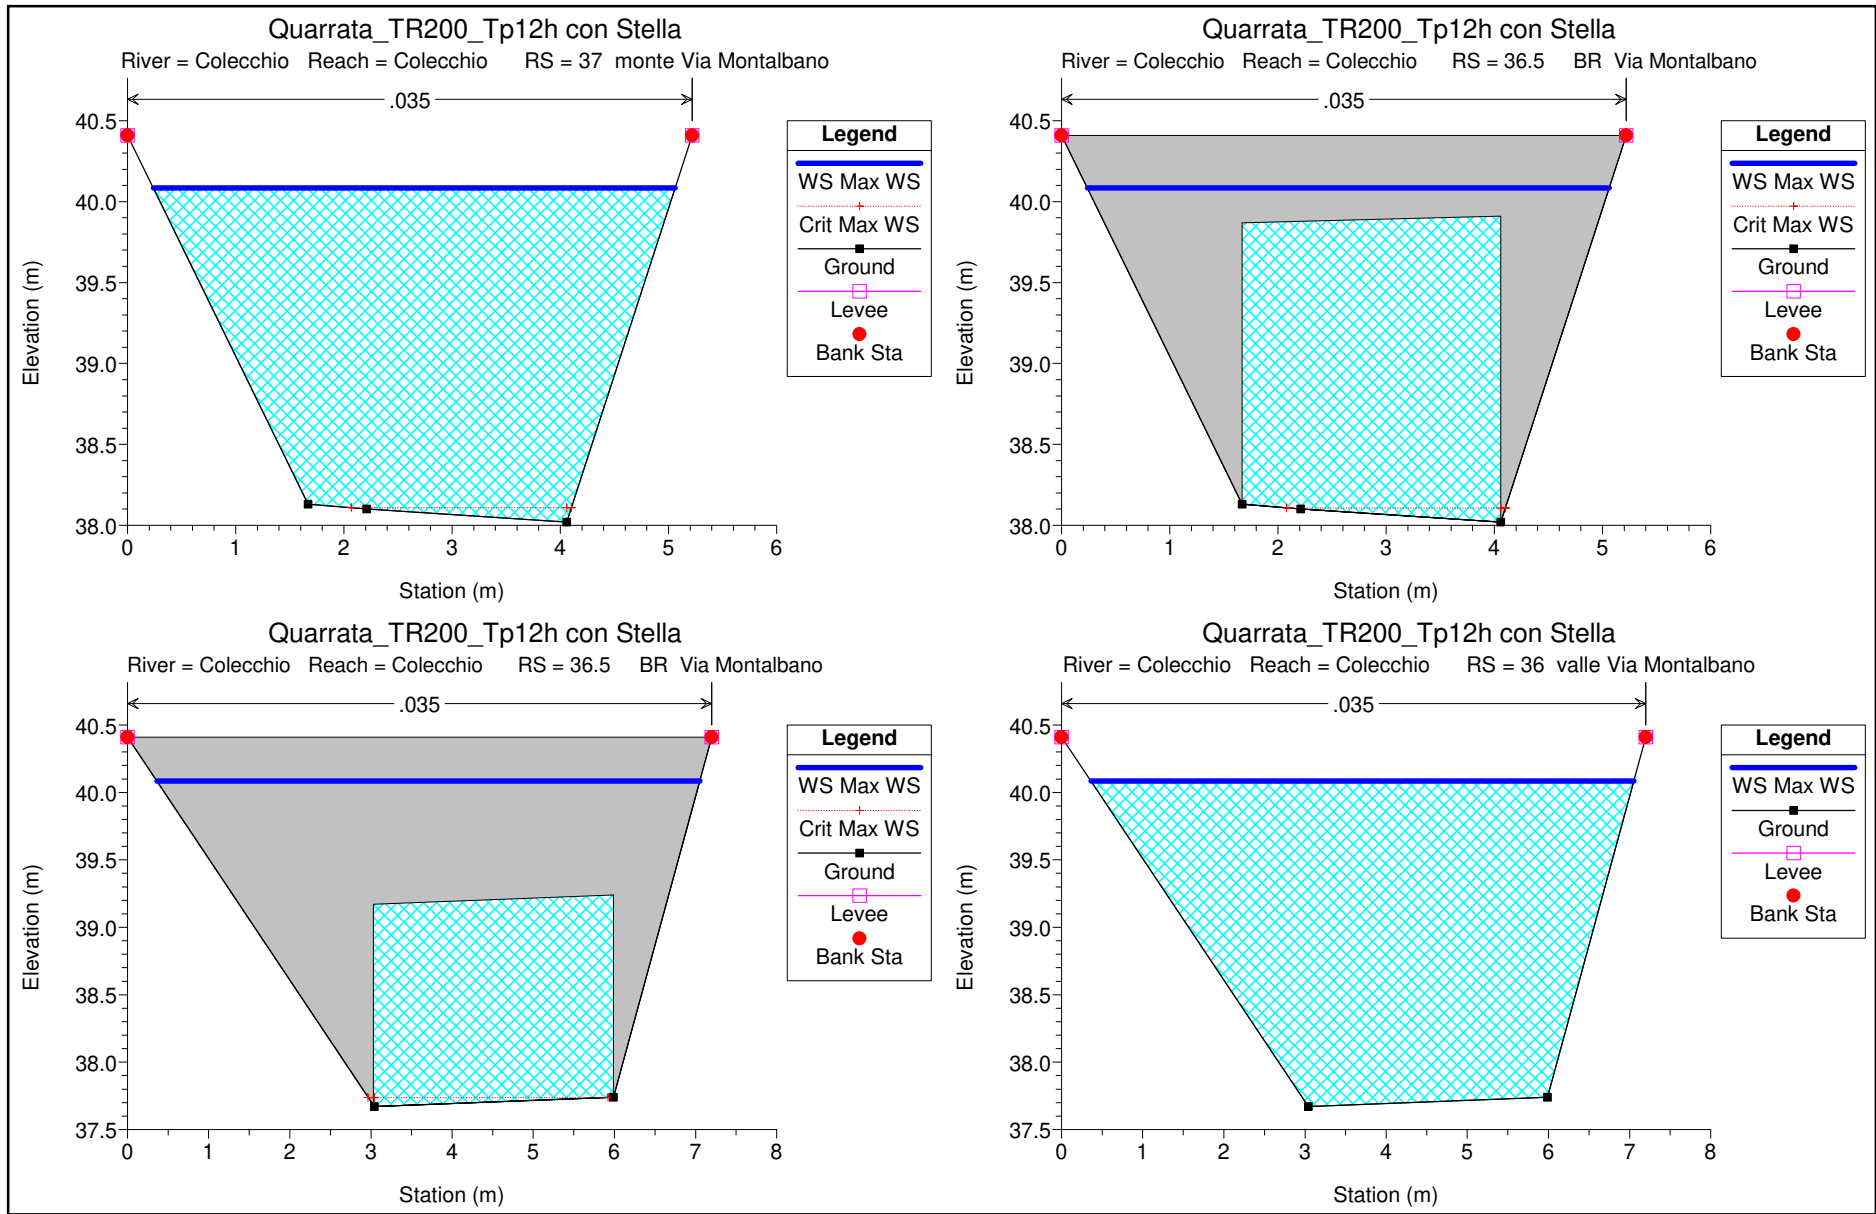 Quarrata_TR200_Tp12h con Stella
River = Colecchio Reach = Colecchio RS = 37 monte Via Montalbano
.035
40.5
40.0
39.5
39.0
38.5
38.0
0 1 2 3 4 5 6
Station (m)
Elevation (m)
Legend
WS Max WS
Crit Max WS
Ground
Levee
Bank Sta
Quarrata_TR200_Tp12h con Stella
River = Colecchio Reach = Colecchio RS = 36.5 BR Via Montalbano
.035
40.5
40.0
39.5
39.0
38.5
38.0
0 1 2 3 4 5 6
Station (m)
Elevation (m)
Legend
WS Max WS
Crit Max WS
Ground
Levee
Bank Sta
Quarrata_TR200_Tp12h con Stella
River = Colecchio Reach = Colecchio RS = 36.5 BR Via Montalbano
.035
40.5
40.0
39.5
39.0
38.5
38.0
37.5
0 1 2 3 4 5 6 7 8
Station (m)
Elevation (m)
Legend
WS Max WS
Crit Max WS
Ground
Levee
Bank Sta
Quarrata_TR200_Tp12h con Stella
River = Colecchio Reach = Colecchio RS = 36 valle Via Montalbano
.035
40.5
40.0
39.5
39.0
38.5
38.0
37.5
0 1 2 3 4 5 6 7 8
Station (m)
Elevation (m)
Legend
WS Max WS
Ground
Levee
Bank Sta